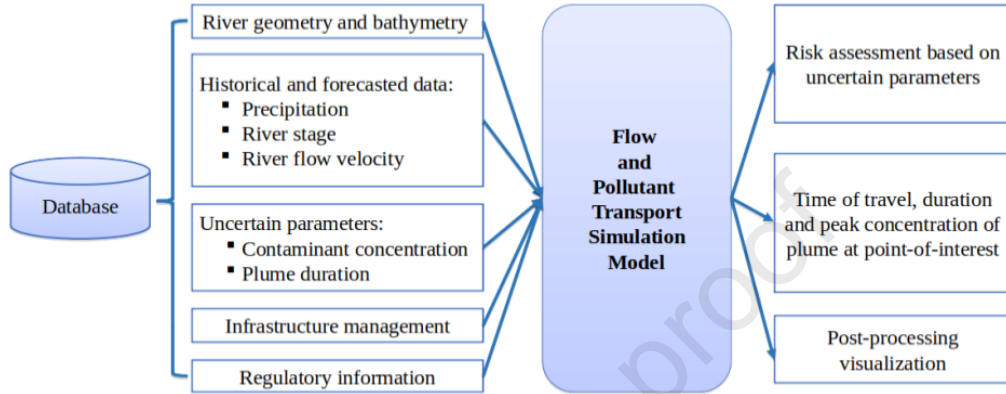 Database
River geometry and bathymetry
Historical and forecasted data:
▪ Precipitation
▪ River stage
▪ River flow velocity
Uncertain parameters:
▪ Contaminant concentration
▪ Plume duration
Infrastructure management
Regulatory information
Flow
and
Pollutant
Transport
Simulation
Model
Risk assessment based on
uncertain parameters
Time of travel, duration
and peak concentration of
plume at point-of-interest
Post-processing
visualization
proof